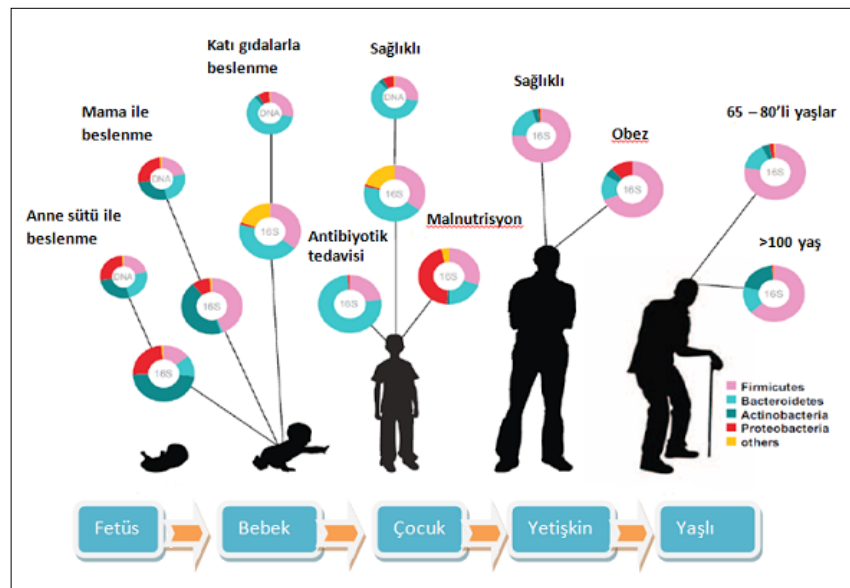 Katı gıdalarla
beslenme
DNA
Sağlıklı
DNA
Sağlıklı
16S
Mama ile
beslenme
DNA
Obez
16S
65 – 80’li yaşlar
16S
Anne sütü ile
beslenme
DNA
16S
16S
16S
Antibiyotik
tedavisi
16S
Malnutrisyon
16S
>100 yaş
16S
16S
Firmicutes
Bacteroidetes
Actinobacteria
Proteobacteria
others
Fetüs
Bebek
Çocuk
Yetişkin
Yaşlı